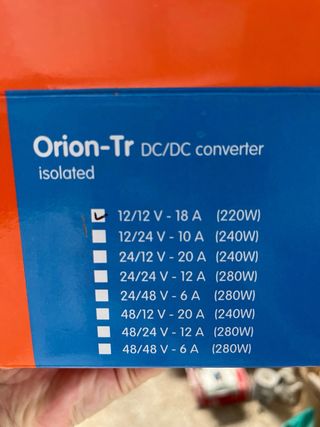 Orion-Tr DC/DC converter
isolated
12/12 V - 18 A (220W)
12/24 V - 10 A (240W)
24/12 V - 20 A (240W)
24/24 V - 12 A (280W)
24/48 V - 6 A (280W)
48/12 V - 20 A (240W)
48/24 V - 12 A (280W)
48/48 V - 6 A (280W)